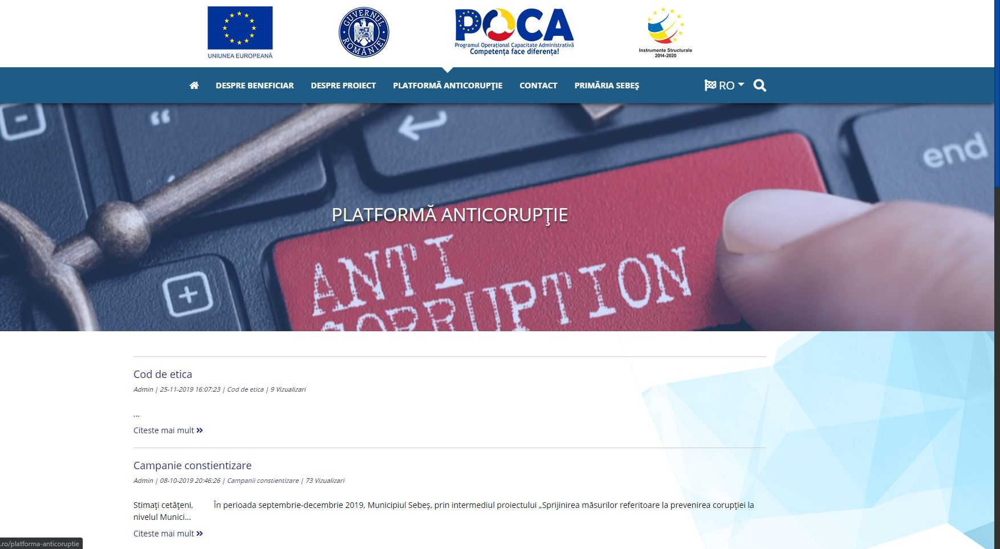 UNIUNEA EUROPEANĂ
GUVERNUL ROMÂNIEI
POCA
Programul Operațional Capacitate Administrativă
Competența face diferența!
Instrumente Structurale
2014-2020
DESPRE BENEFICIAR DESPRE PROIECT PLATFORMĂ ANTICORUPŢIE CONTACT PRIMĂRIA SEBEŞ RO
end
PLATFORMĂ ANTICORUPŢIE
ANTI
CORRUPTION
Cod de etica
Admin | 25-11-2019 16:07:23 | Cod de etica | 9 Vizualizari
...
Citeste mai mult »
Campanie constientizare
Admin | 08-10-2019 20:46:26 | Campanii constientizare | 73 Vizualizari
Stimaţi cetăţeni, În perioada septembrie-decembrie 2019, Municipiul Sebeş, prin intermediul proiectului „Sprijinirea măsurilor referitoare la prevenirea corupţiei la
nivelul Munici...
Citeste mai mult »
.ro/platforma-anticoruptie